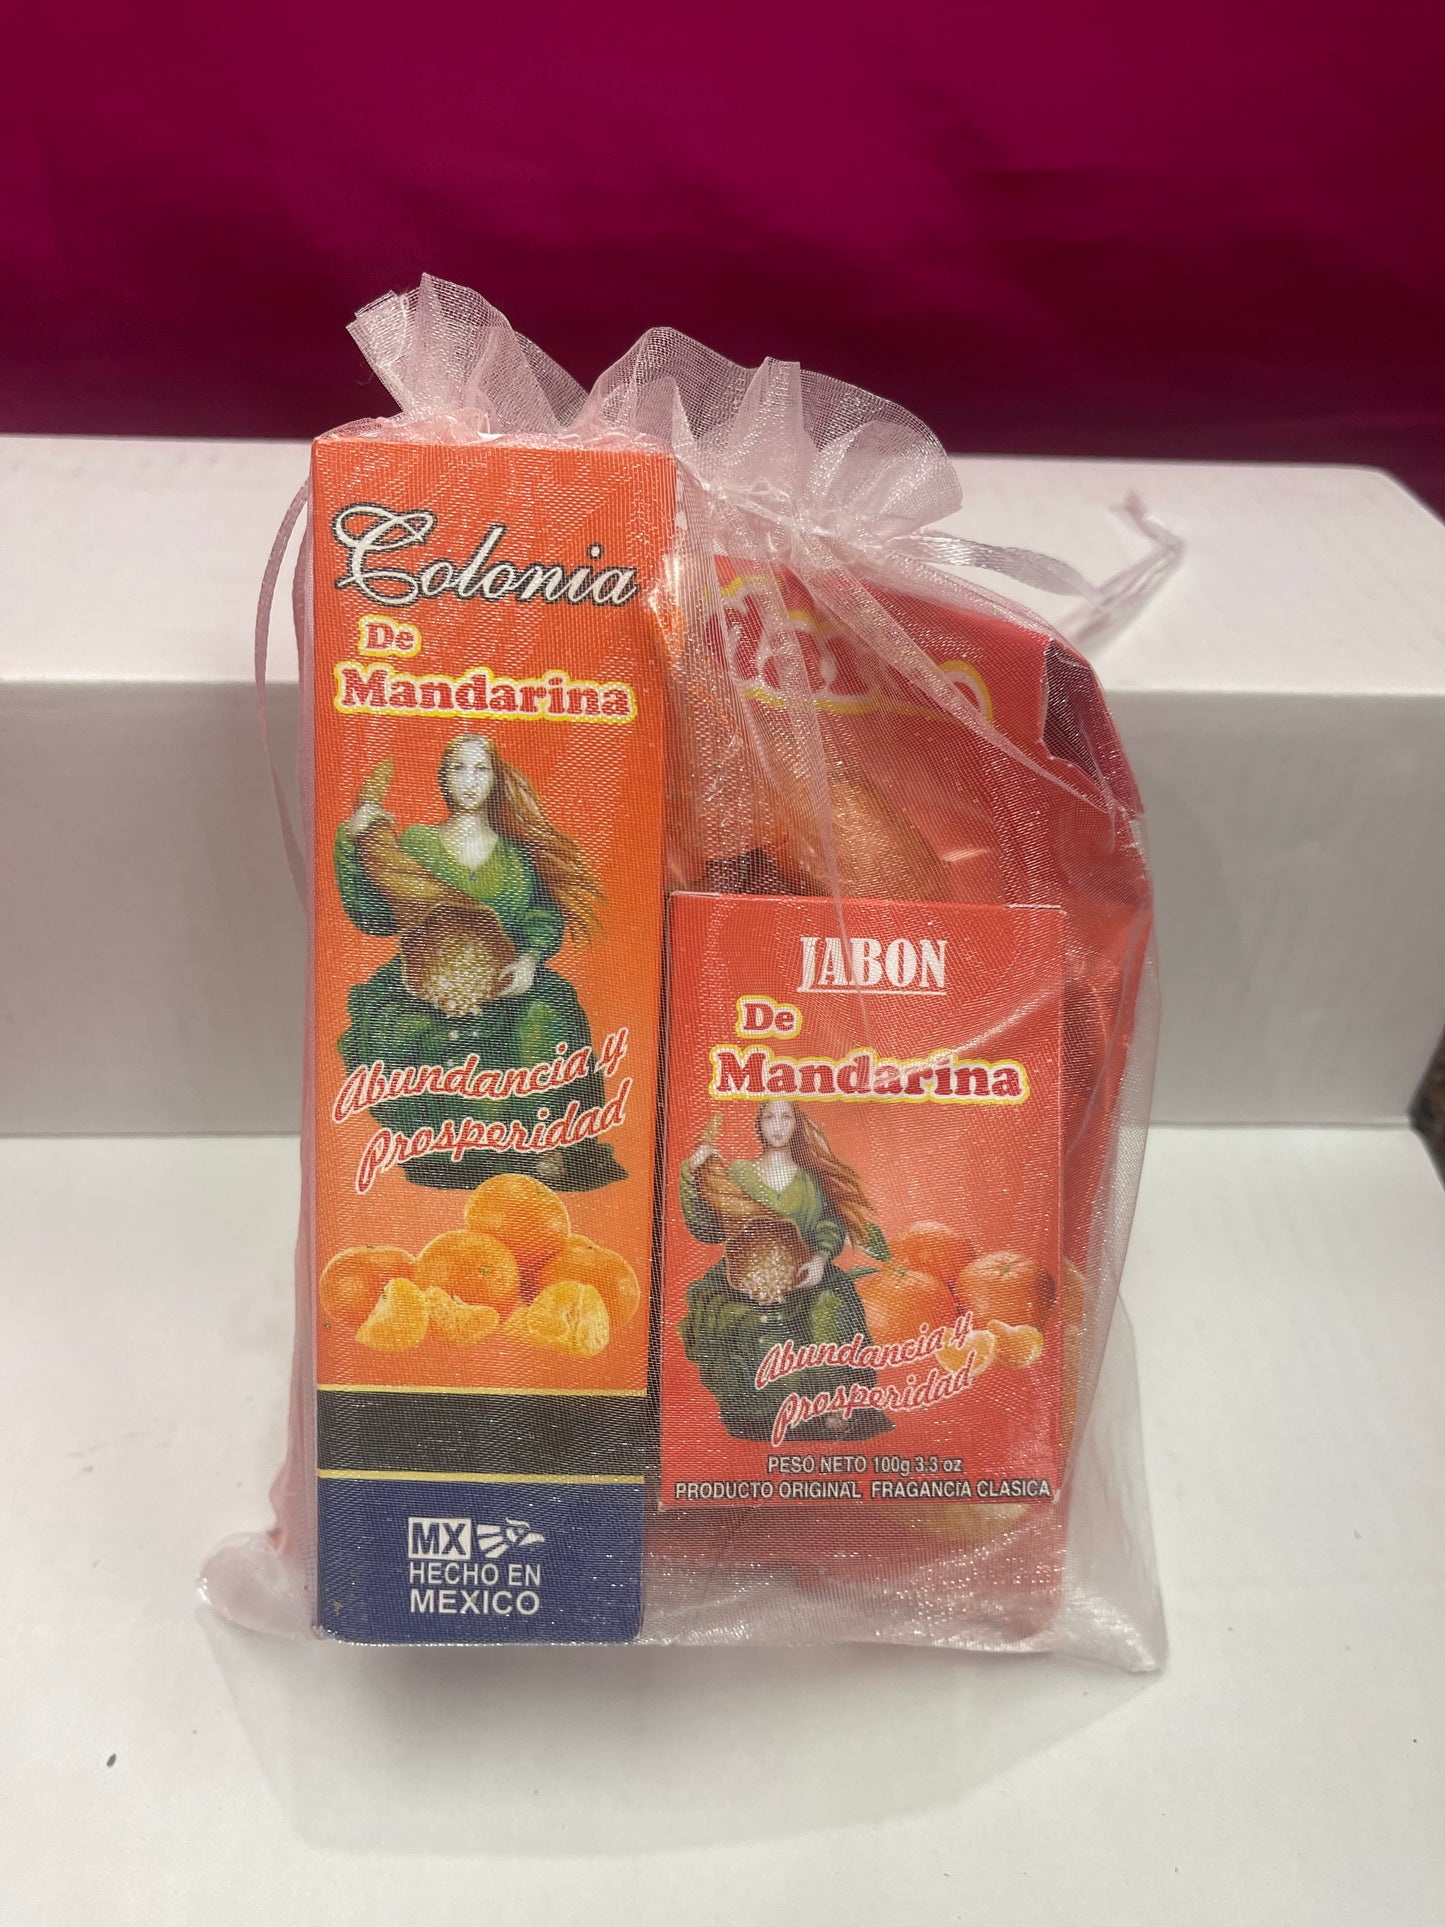 Colonia
De
Mandarina
Abundancia y
Prosperidad
MX
HECHO EN
MEXICO
JABON
De
Mandarina
Abundancia y
Prosperidad
PESO NETO 100g 3.3 oz
PRODUCTO ORIGINAL FRAGANCIA CLASICA